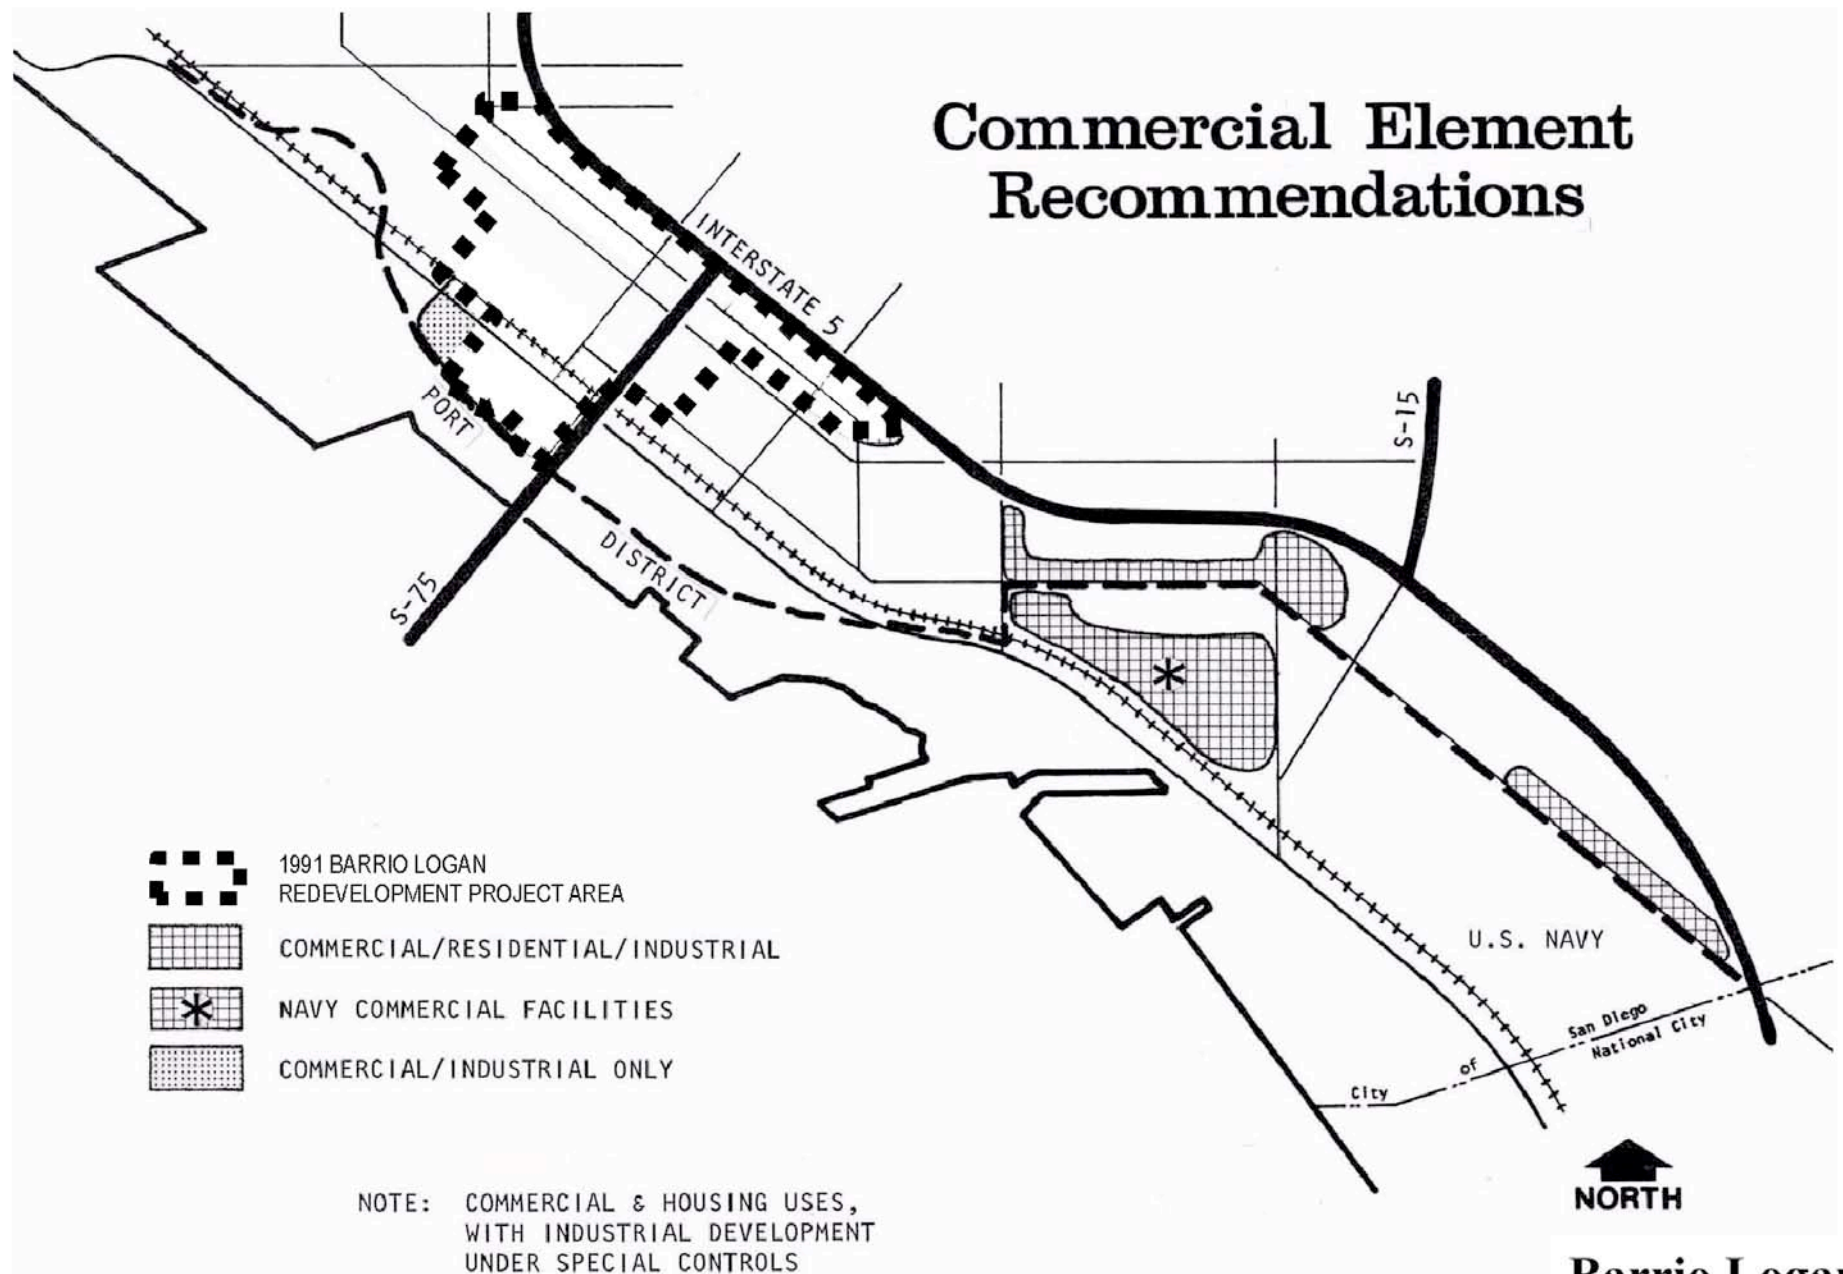 Commercial Element
Recommendations
INTERSTATE 5
S-15
PORT
DISTRICT
S-75
1991 BARRIO LOGAN
REDEVELOPMENT PROJECT AREA
COMMERCIAL/RESIDENTIAL/INDUSTRIAL
NAVY COMMERCIAL FACILITIES
COMMERCIAL/INDUSTRIAL ONLY
U.S. NAVY
San Diego
City of National City
NORTH
NOTE: COMMERCIAL & HOUSING USES,
WITH INDUSTRIAL DEVELOPMENT
UNDER SPECIAL CONTROLS